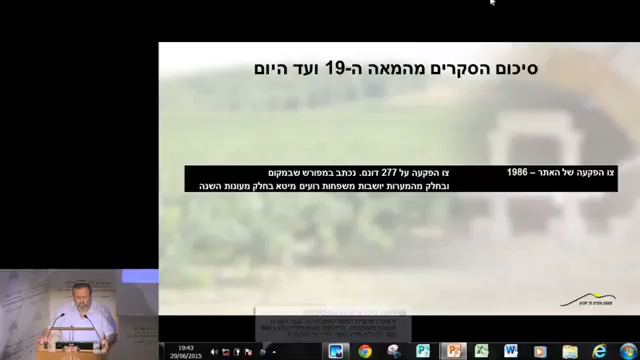 סיכום הסקרים מהמאה ה-19 ועד היום
צו הפקעה של האתר – 1986
צו הפקעה על 277 דונם. נכתב במפורש שבמקום
ובחלק מהמערות יושבות משפחות רועים מיטא בחלק מעונות השנה
19:43
29/06/2015